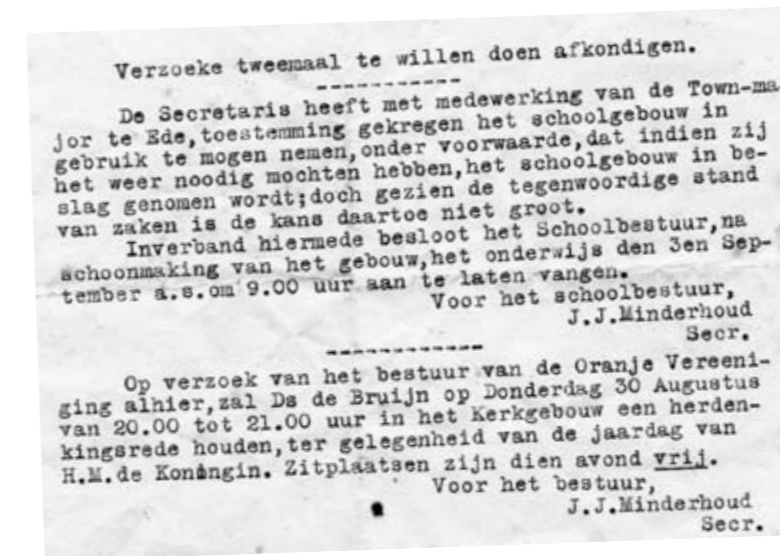 Verzoeke tweemaal te willen doen afkondigen.
-----------
De Secretaris heeft met medewerking van de Town-ma
jor te Ede,toestemming gekregen het schoolgebouw in
gebruik te mogen nemen,onder voorwaarde,dat indien zij
het weer noodig mochten hebben,het schoolgebouw in be-
slag genomen wordt;doch gezien de tegenwoordige stand
van zaken is de kans daartoe niet groot.
Inverband hiermede besloot het Schoolbestuur,na
schoonmaking van het gebouw,het onderwijs den 3en Sep-
tember a.s.om 9.00 uur aan te laten vangen.
Voor het schoolbestuur,
J.J.Minderhoud
Secr.
------------
Op verzoek van het bestuur van de Oranje Vereeni-
ging alhier,zal Ds de Bruijn op Donderdag 30 Augustus
van 20.00 tot 21.00 uur in het Kerkgebouw een herden-
kingsrede houden,ter gelegenheid van de jaardag van
H.M.de Koningin. Zitplaatsen zijn dien avond vrij.
Voor het bestuur,
J.J.Minderhoud
Secr.